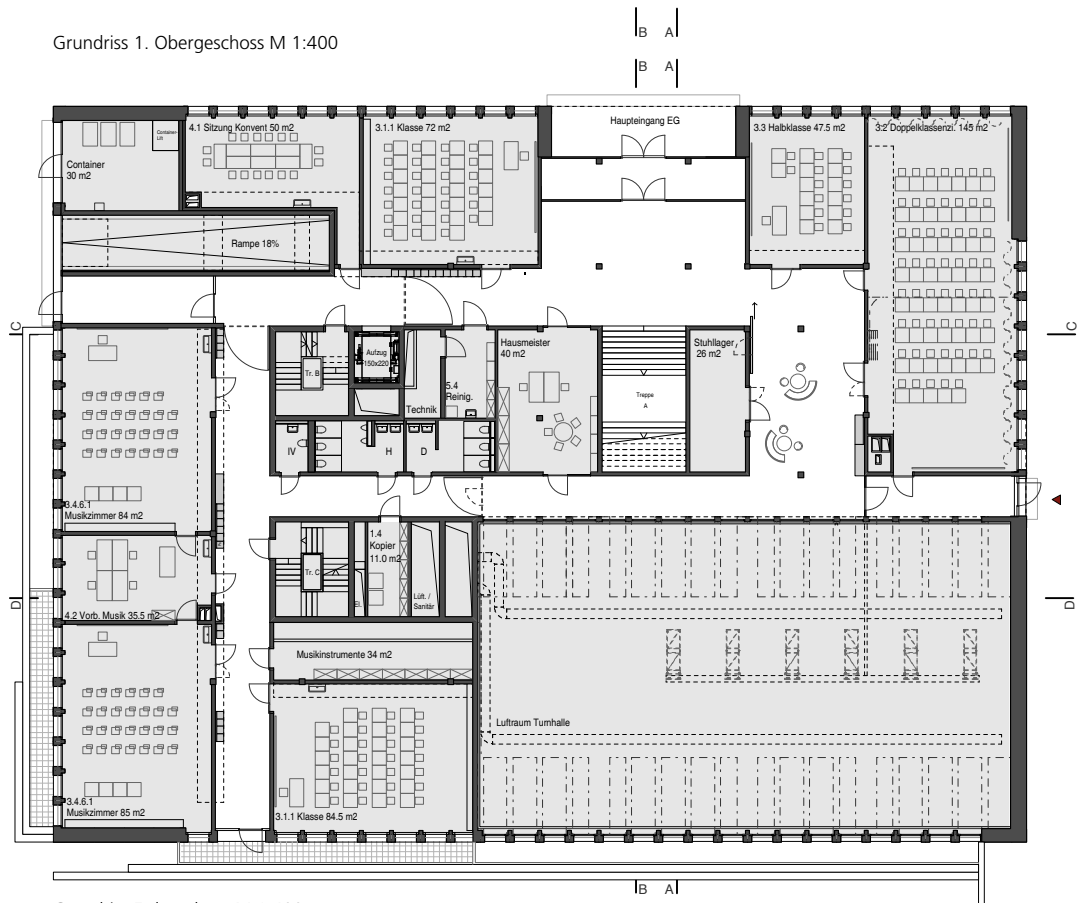 Grundriss 1. Obergeschoss M 1:400
B A
B A
Haupteingang EG
Container
30 m2
Container-
Lift
4.1 Sitzung Konvent 50 m2
3.1.1 Klasse 72 m2
3.3 Halbklasse 47.5 m2
3.2 Doppelklassenzi. 145 m2
Rampe 18%
C
C
Tr. B
Aufzug
150x220
Technik
5.4
Reinig.
Hausmeister
40 m2
Treppe
A
Stuhllager
26 m2
IV
H
D
3.4.6.1
Musikzimmer 84 m2
1.4
Kopier
11.0 m2
Tr. C
El.
Lüft. /
Sanitär
D
D
4.2 Vorb. Musik 35.5 m2
Musikinstrumente 34 m2
Luftraum Turnhalle
3.4.6.1
Musikzimmer 85 m2
3.1.1 Klasse 84.5 m2
B A